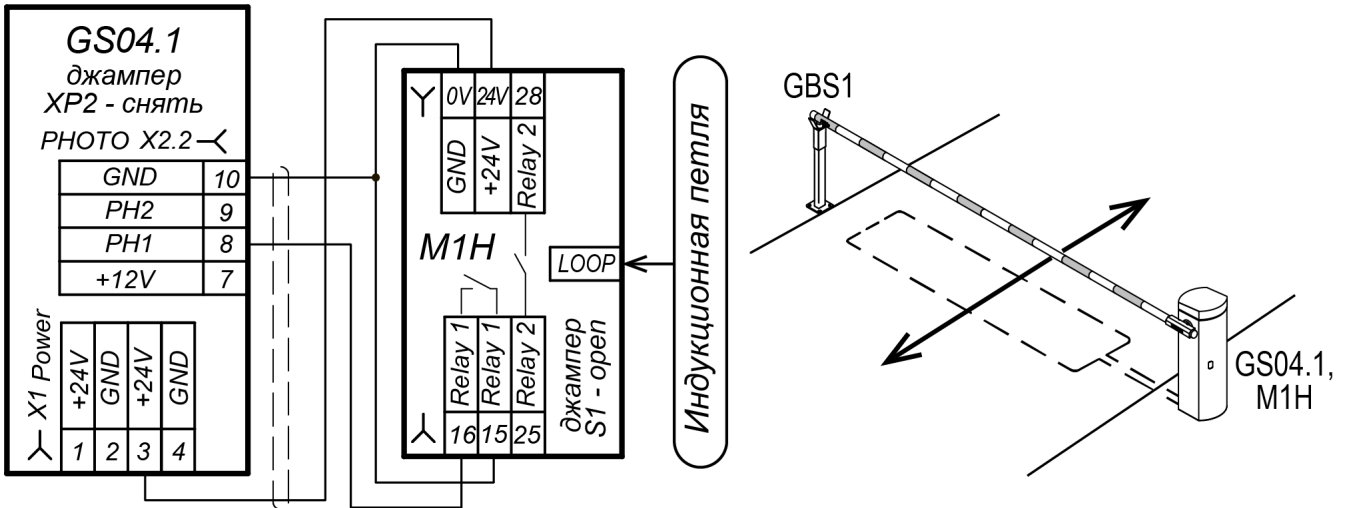 GS04.1
джампер
XP2 - снять
PHOTO X2.2
GND 10
PH2 9
PH1 8
+12V 7
X1 Power
+24V GND +24V GND
1 2 3 4
0V 24V 28
GND +24V Relay 2
M1H
LOOP
Relay 1 Relay 1 Relay 2
16 15 25
джампер
S1 - open
Индукционная петля
GBS1
GS04.1,
M1H